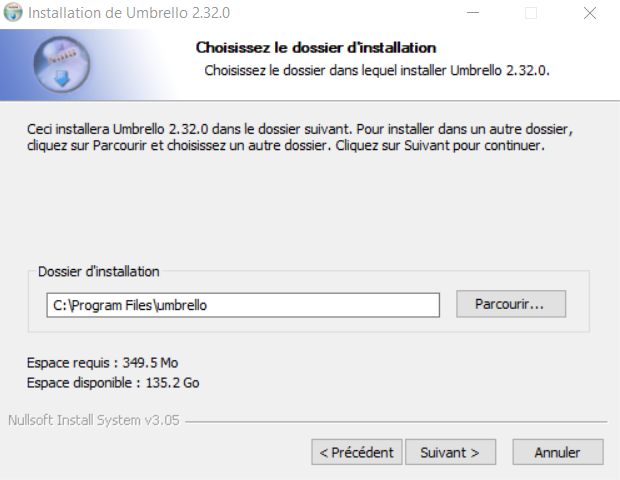 Installation de Umbrello 2.32.0
Choisissez le dossier d'installation
Choisissez le dossier dans lequel installer Umbrello 2.32.0.
Ceci installera Umbrello 2.32.0 dans le dossier suivant. Pour installer dans un autre dossier,
cliquez sur Parcourir et choisissez un autre dossier. Cliquez sur Suivant pour continuer.
Dossier d'installation
C:\Program Files\umbrello
Parcourir...
Espace requis : 349.5 Mo
Espace disponible : 135.2 Go
Nullsoft Install System v3.05
< Précédent
Suivant >
Annuler